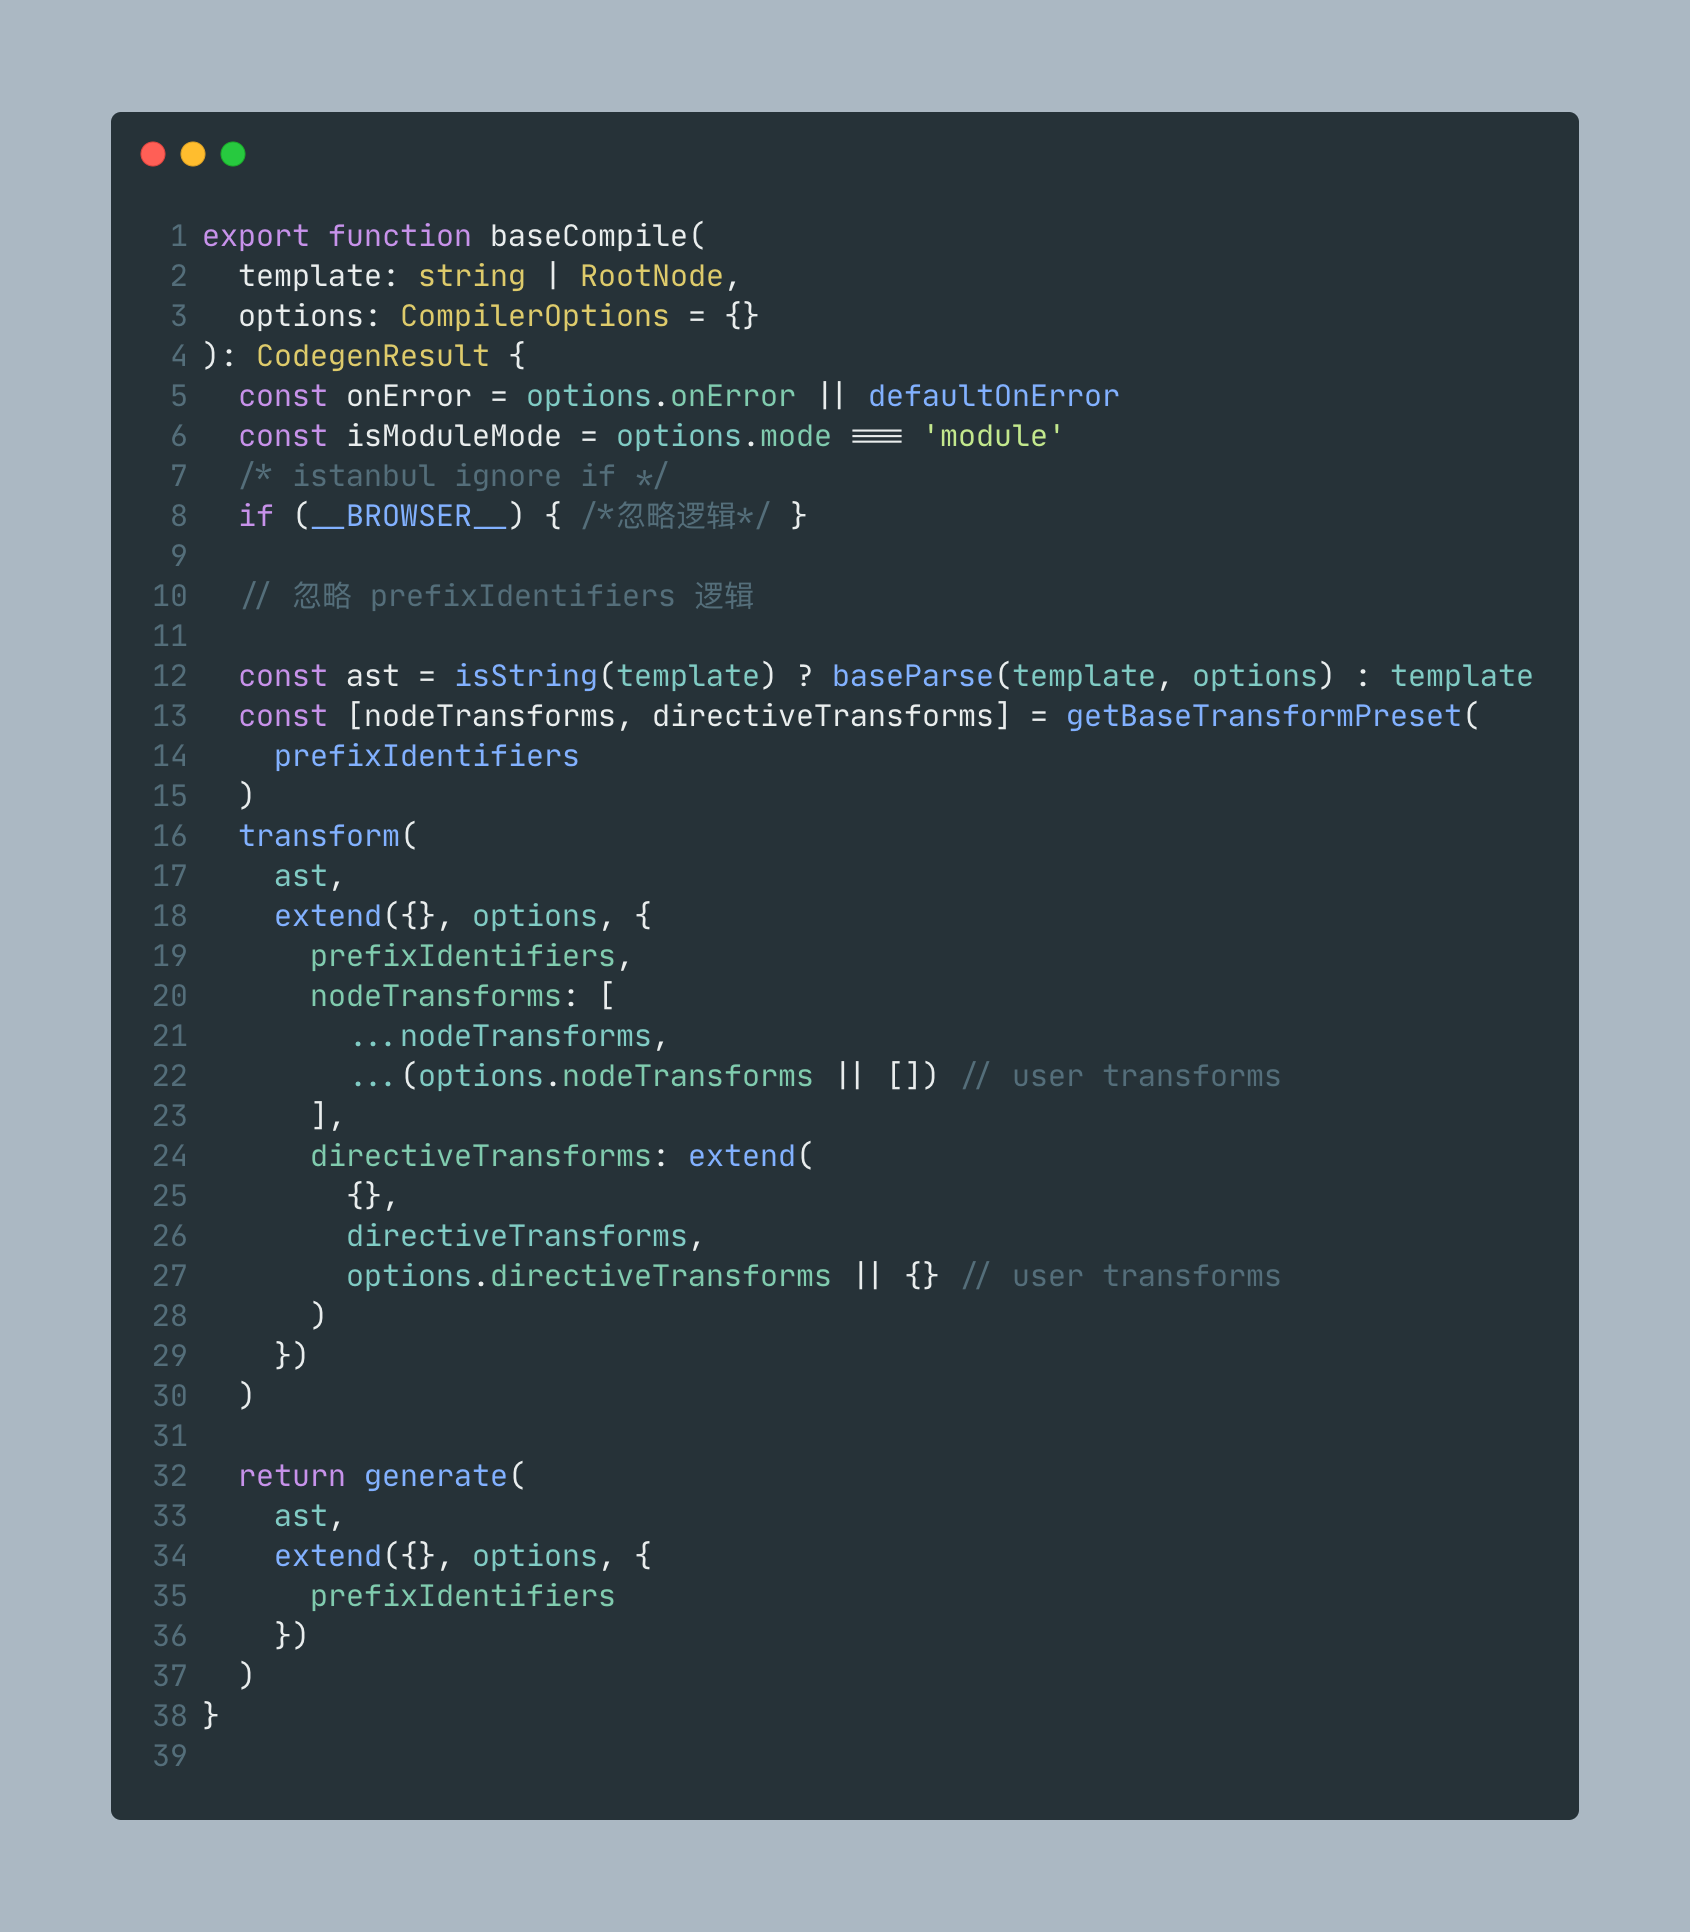 1 export function baseCompile(
2   template: string | RootNode,
3   options: CompilerOptions = {}
4 ): CodegenResult {
5   const onError = options.onError || defaultOnError
6   const isModuleMode = options.mode === 'module'
7   /* istanbul ignore if */
8   if (__BROWSER__) { /*忽略逻辑*/ }
9
10   // 忽略 prefixIdentifiers 逻辑
11
12   const ast = isString(template) ? baseParse(template, options) : template
13   const [nodeTransforms, directiveTransforms] = getBaseTransformPreset(
14     prefixIdentifiers
15   )
16   transform(
17     ast,
18     extend({}, options, {
19       prefixIdentifiers,
20       nodeTransforms: [
21         ...nodeTransforms,
22         ...(options.nodeTransforms || []) // user transforms
23       ],
24       directiveTransforms: extend(
25         {},
26         directiveTransforms,
27         options.directiveTransforms || {} // user transforms
28       )
29     })
30   )
31
32   return generate(
33     ast,
34     extend({}, options, {
35       prefixIdentifiers
36     })
37   )
38 }
39